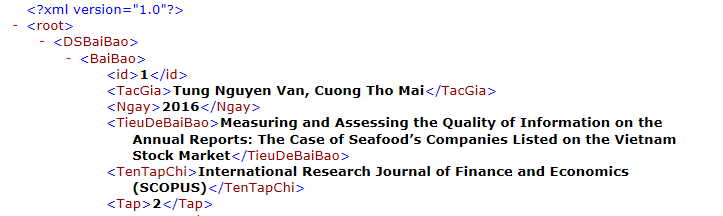 <?xml version="1.0"?>
- <root>
- <DSBaiBao>
- <BaiBao>
<id>1</id>
<TacGia>Tung Nguyen Van, Cuong Tho Mai</TacGia>
<Ngay>2016</Ngay>
<TieuDeBaiBao>Measuring and Assessing the Quality of Information on the
Annual Reports: The Case of Seafood’s Companies Listed on the Vietnam
Stock Market</TieuDeBaiBao>
<TenTapChi>International Research Journal of Finance and Economics
(SCOPUS)</TenTapChi>
<Tap>2</Tap>